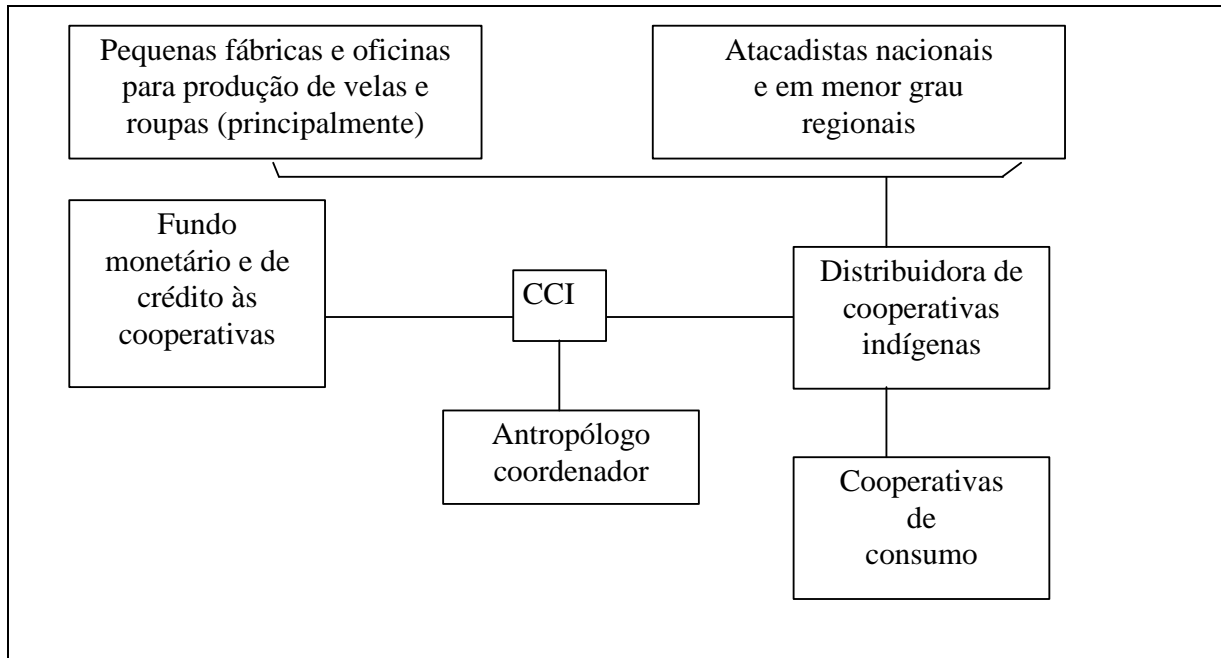 Pequenas fábricas e oficinas
para produção de velas e
roupas (principalmente)
Atacadistas nacionais
e em menor grau
regionais
Fundo
monetário e de
crédito às
cooperativas
CCI
Distribuidora de
cooperativas
indígenas
Antropólogo
coordenador
Cooperativas
de
consumo